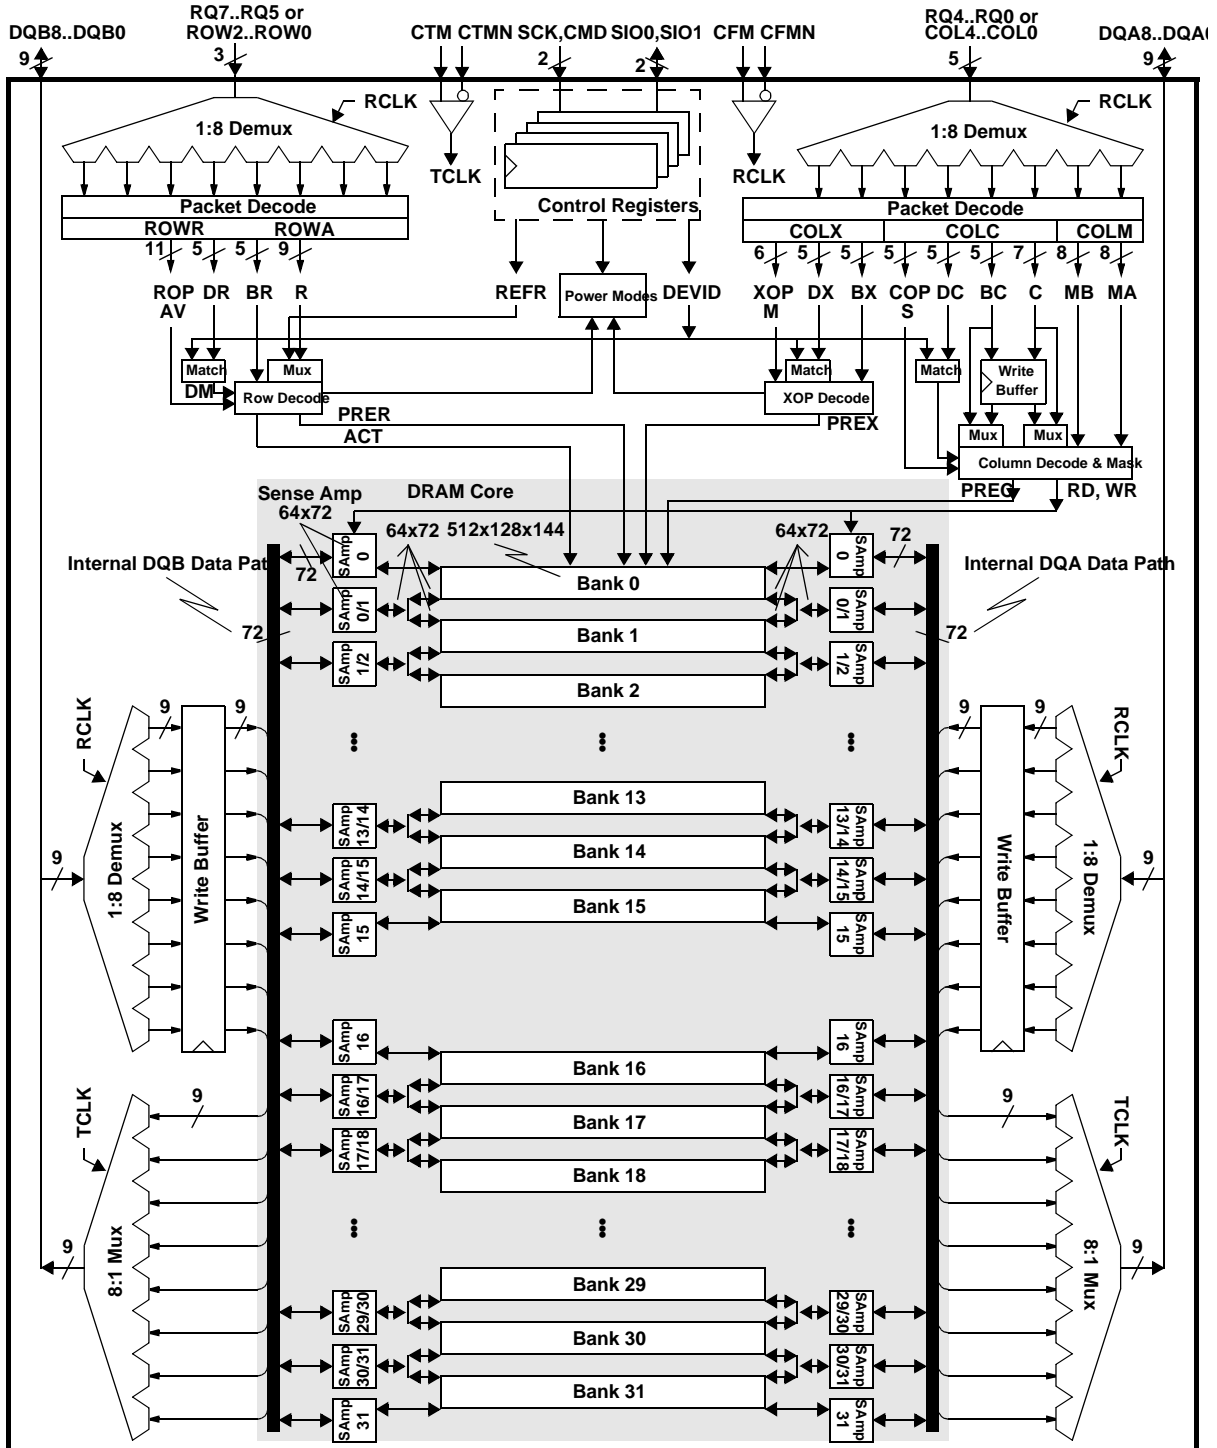 RQ7..RQ5 or
ROW2..ROW0
RQ4..RQ0 or
COL4..COL0
DQB8..DQB0
CTM CTMN SCK,CMD SIO0,SIO1 CFM CFMN
DQA8..DQA0
9
3
2
2
5
9
RCLK
1:8 Demux
TCLK
Control Registers
RCLK
RCLK
1:8 Demux
Packet Decode
ROWR ROWA
11 5 5 9
Packet Decode
COLX COLC COLM
6 5 5 5 5 5 7 8 8
ROP DR BR R
AV
REFR
Power Modes
DEVID
XOP DX BX COP DC BC C MB MA
M S
Match
Mux
DM
Row Decode
Match
XOP Decode
Match
Write
Buffer
Mux
Mux
Column Decode & Mask
PRER
ACT
PREX
PREC
RD, WR
Sense Amp
64x72
DRAM Core
64x72 512x128x144
64x72
72
72
Internal DQB Data Pat
Internal DQA Data Path
72
72
SAmp
0
Bank 0
SAmp
0
SAmp
0/1
SAmp
0/1
Bank 1
SAmp
1/2
SAmp
1/2
Bank 2
9 9
RCLK
1:8 Demux
Write Buffer
9
9 9
RCLK
1:8 Demux
Write Buffer
9
Bank 13
SAmp
13/14
SAmp
13/14
Bank 14
SAmp
14/15
SAmp
14/15
Bank 15
SAmp
15
SAmp
15
SAmp
16
SAmp
16
Bank 16
SAmp
16/17
SAmp
16/17
Bank 17
SAmp
17/18
SAmp
17/18
Bank 18
9
TCLK
8:1 Mux
9
9
TCLK
8:1 Mux
9
Bank 29
SAmp
29/30
SAmp
29/30
Bank 30
SAmp
30/31
SAmp
30/31
Bank 31
SAmp
31
SAmp
31